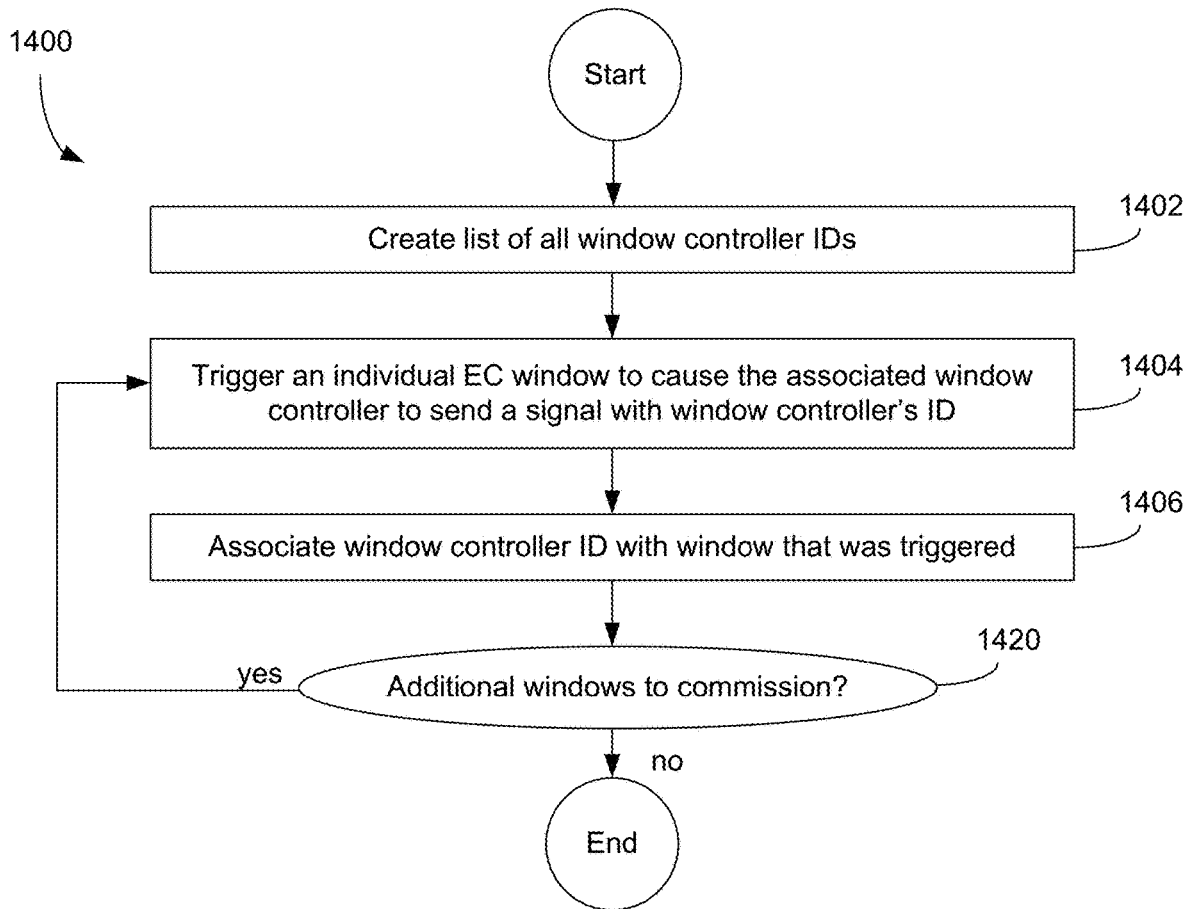 1400
Start
1402
Create list of all window controller IDs
1404
Trigger an individual EC window to cause the associated window
controller to send a signal with window controller's ID
1406
Associate window controller ID with window that was triggered
1420
yes
Additional windows to commission?
no
End